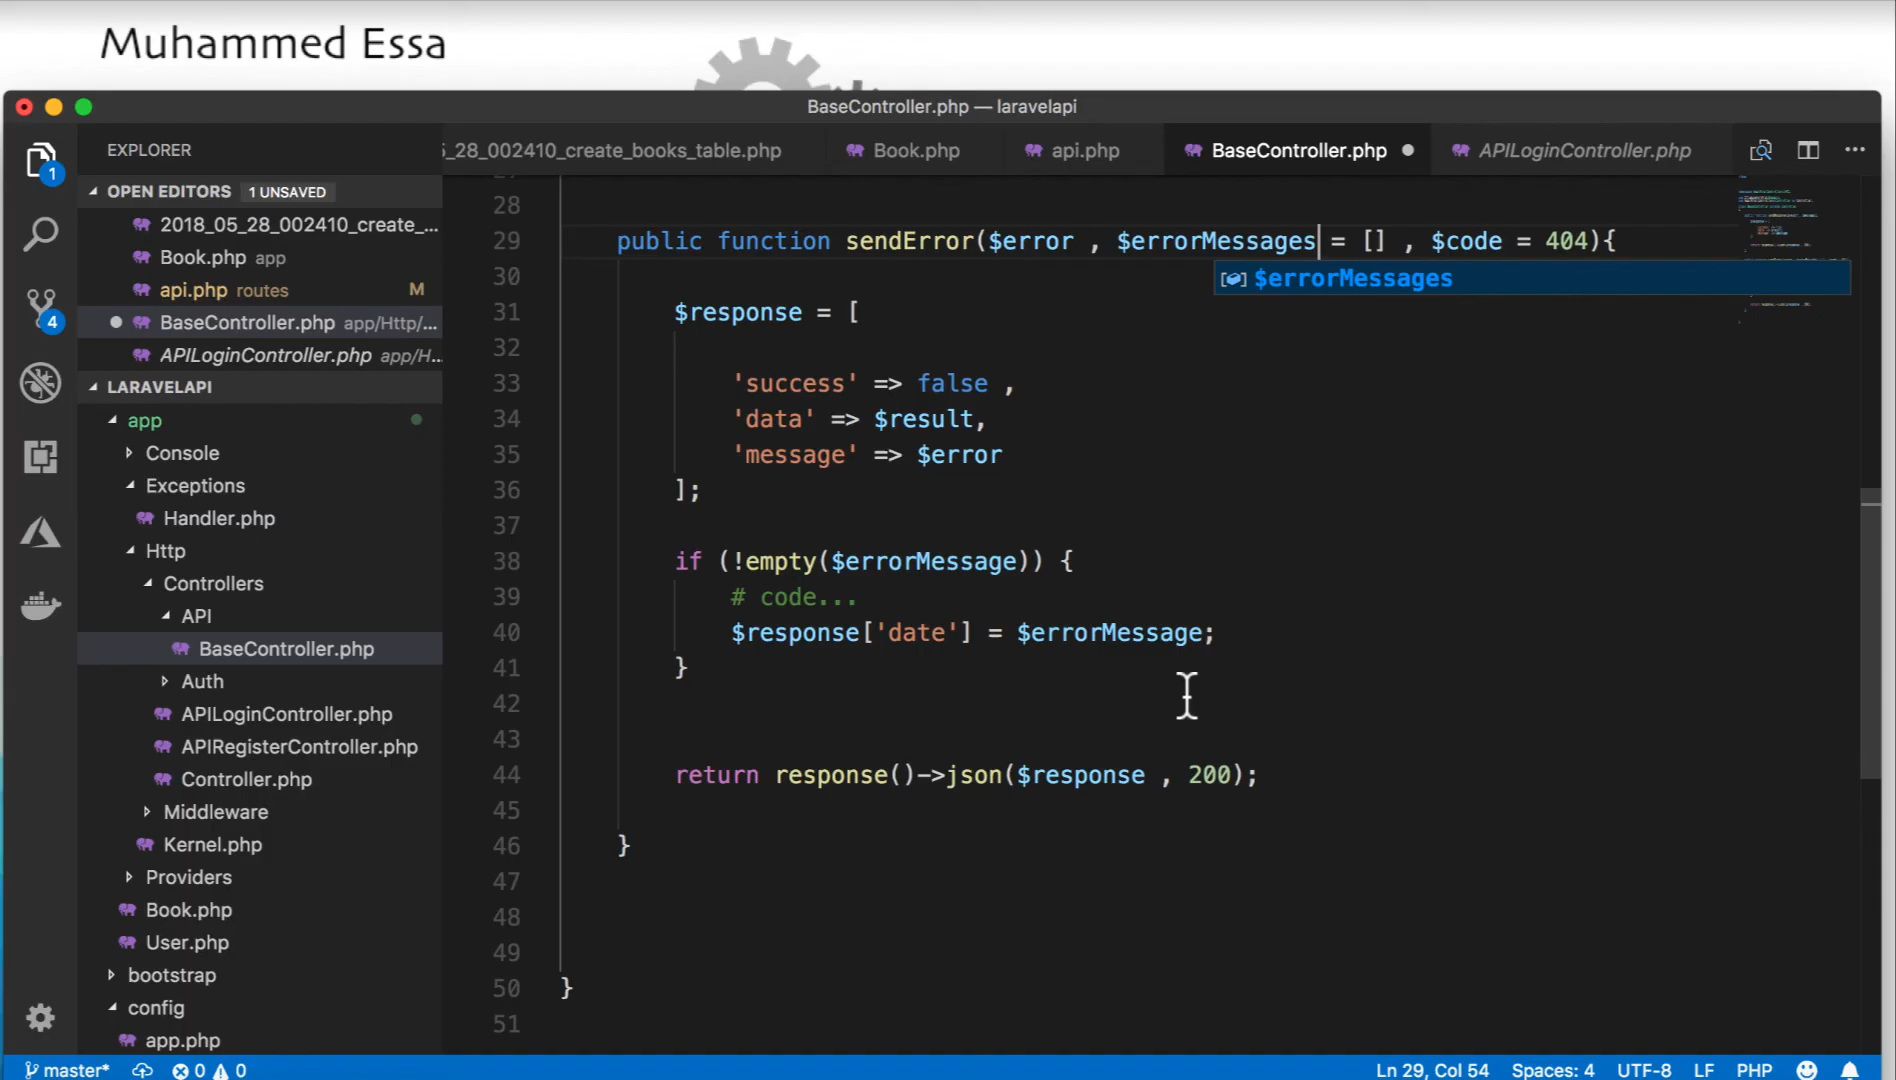 Muhammed Essa
BaseController.php — laravelapi
EXPLORER
5_28_002410_create_books_table.php
Book.php
api.php
BaseController.php
APILoginController.php
OPEN EDITORS 1 UNSAVED
2018_05_28_002410_create_...
Book.php app
api.php routes M
BaseController.php app/Http/...
APILoginController.php app/H...
LARAVELAPI
app
Console
Exceptions
Handler.php
Http
Controllers
API
BaseController.php
Auth
APILoginController.php
APIRegisterController.php
Controller.php
Middleware
Kernel.php
Providers
Book.php
User.php
bootstrap
config
app.php
1
4
28
29 public function sendError($error , $errorMessages = [] , $code = 404){
$errorMessages
30
31 $response = [
32
33 'success' => false ,
34 'data' => $result,
35 'message' => $error
36 ];
37
38 if (!empty($errorMessage)) {
39 # code...
40 $response['date'] = $errorMessage;
41 }
42
43
44 return response()->json($response , 200);
45
46 }
47
48
49
50 }
51
master* 0 0 Ln 29, Col 54 Spaces: 4 UTF-8 LF PHP